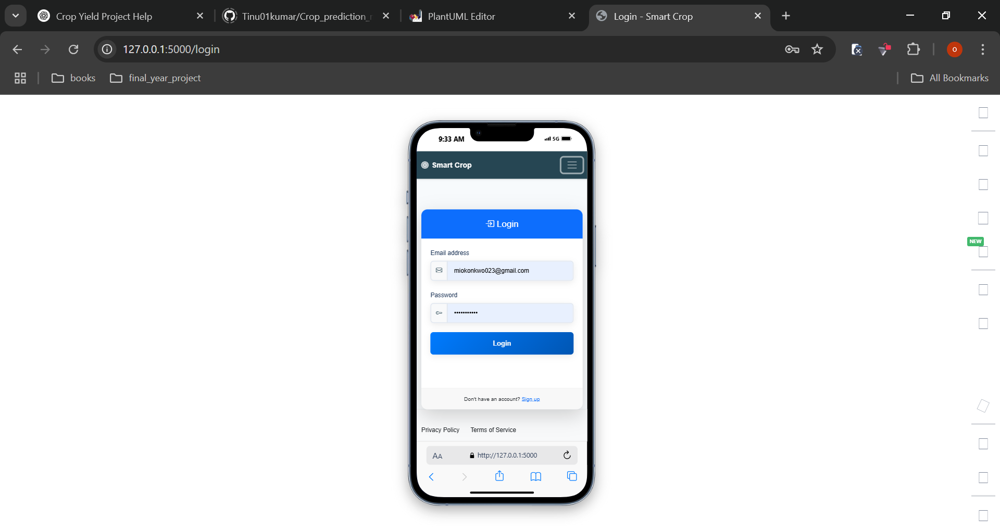 Crop Yield Project Help
Tinu01kumar/Crop_prediction_
PlantUML Editor
Login - Smart Crop
127.0.0.1:5000/login
O
books
final_year_project
All Bookmarks
9:33 AM
5G
Smart Crop
Login
Email address
miokonkwo023@gmail.com
Password
•••••••••••
Login
Don't have an account? Sign up
Privacy Policy Terms of Service
AA
http://127.0.0.1:5000
NEW